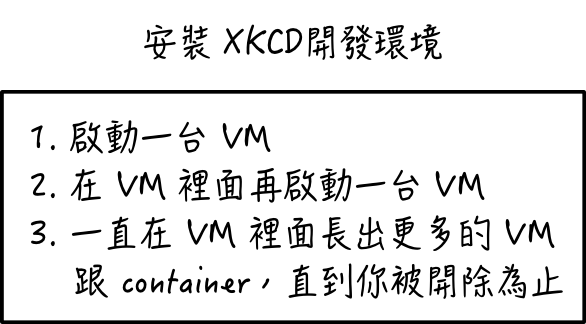 安裝 XKCD開發環境
1. 啟動一台 VM
2. 在 VM 裡面再啟動一台 VM
3. 一直在 VM 裡面長出更多的 VM
跟 container，直到你被開除為止